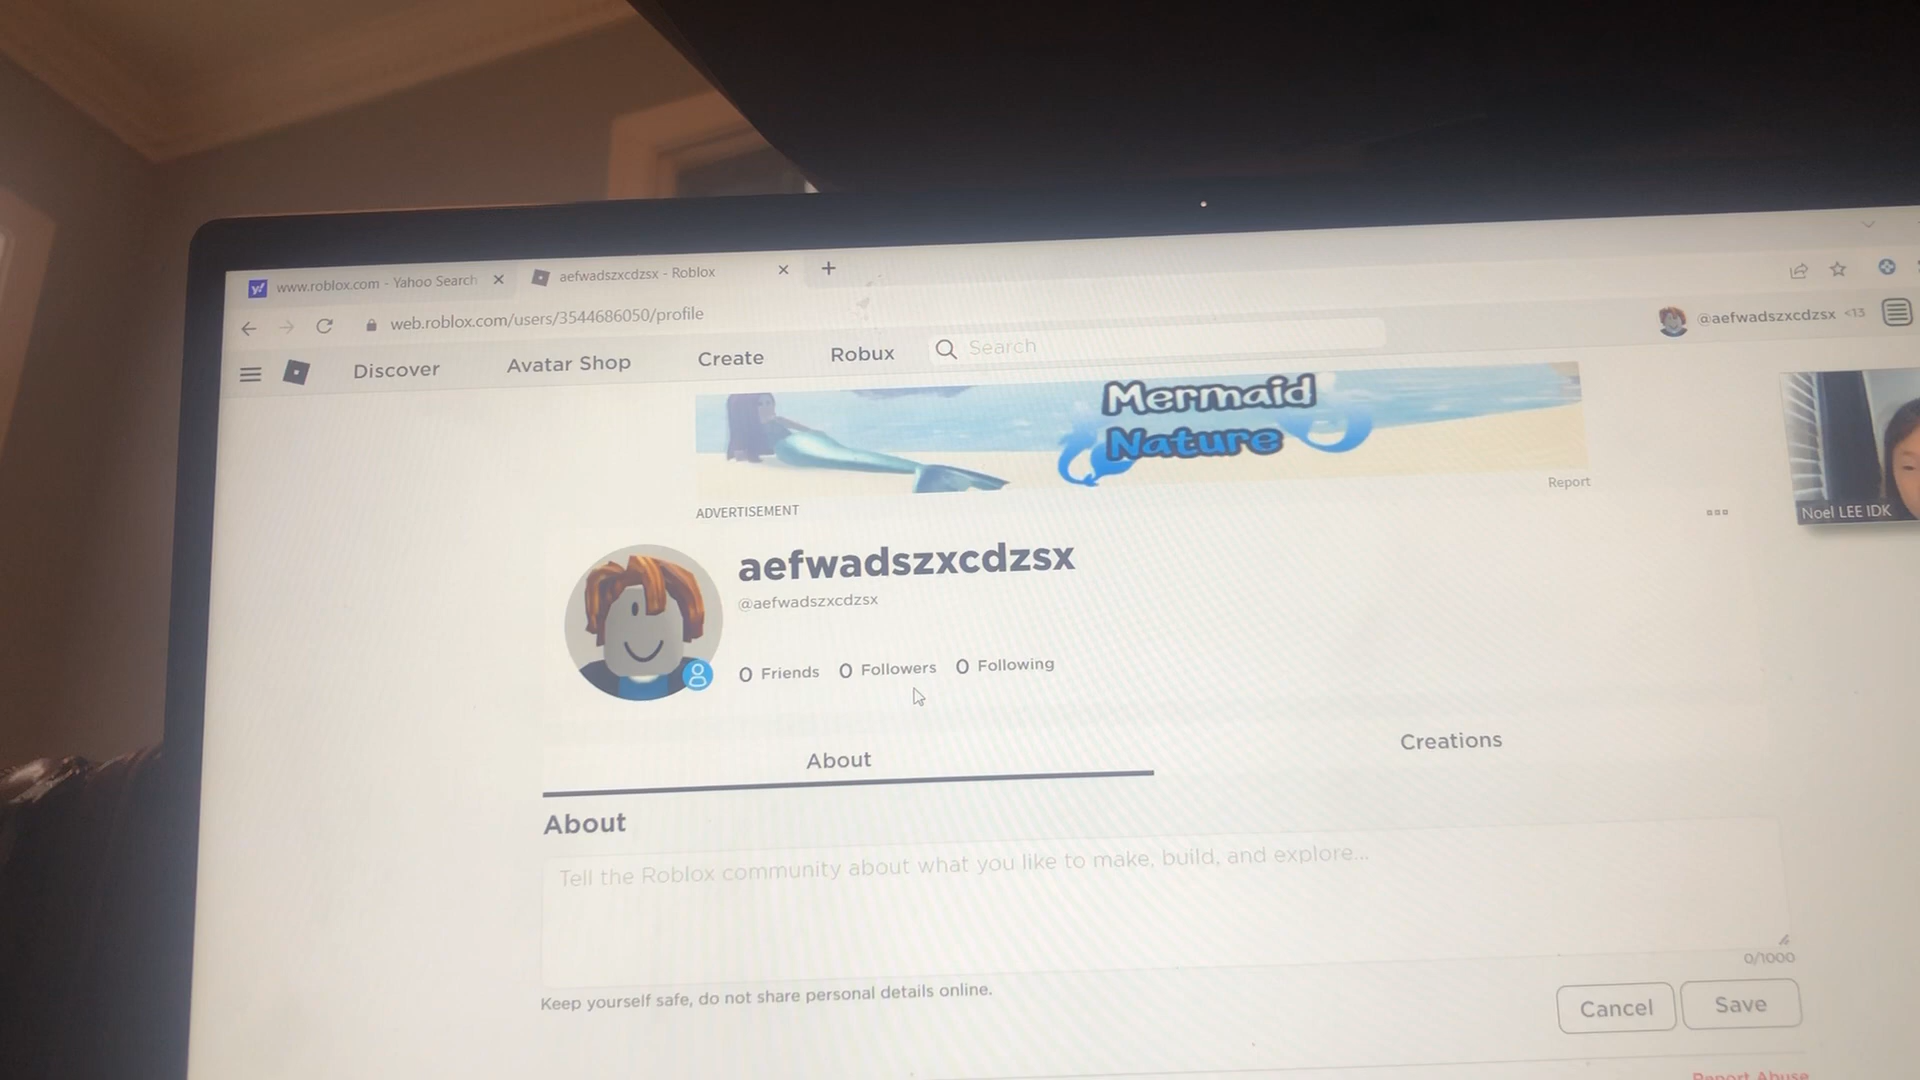 www.roblox.com - Yahoo Search
aefwadszxcdzsx - Roblox
web.roblox.com/users/3544686050/profile
@aefwadszxcdzsx <13
Discover Avatar Shop Create Robux Search
Mermaid
Nature
ADVERTISEMENT
Report
Noel LEE IDK
aefwadszxcdzsx
@aefwadszxcdzsx
0 Friends 0 Followers 0 Following
About Creations
About
Tell the Roblox community about what you like to make, build, and explore...
0/1000
Keep yourself safe, do not share personal details online.
Cancel Save
Report Abuse